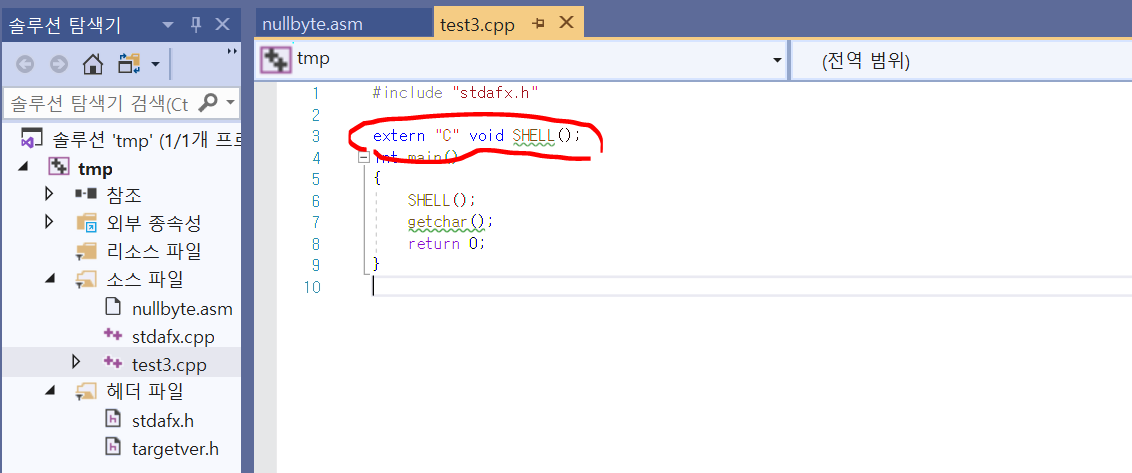 솔루션 탐색기
솔루션 탐색기 검색(Ct
솔루션 'tmp' (1/1개 프로
tmp
참조
외부 종속성
리소스 파일
소스 파일
nullbyte.asm
stdafx.cpp
test3.cpp
헤더 파일
stdafx.h
targetver.h
nullbyte.asm
test3.cpp
tmp
(전역 범위)
1 #include "stdafx.h"
2
3 extern "C" void SHELL();
4 int main()
5 {
6 SHELL();
7 getchar();
8 return 0;
9 }
10